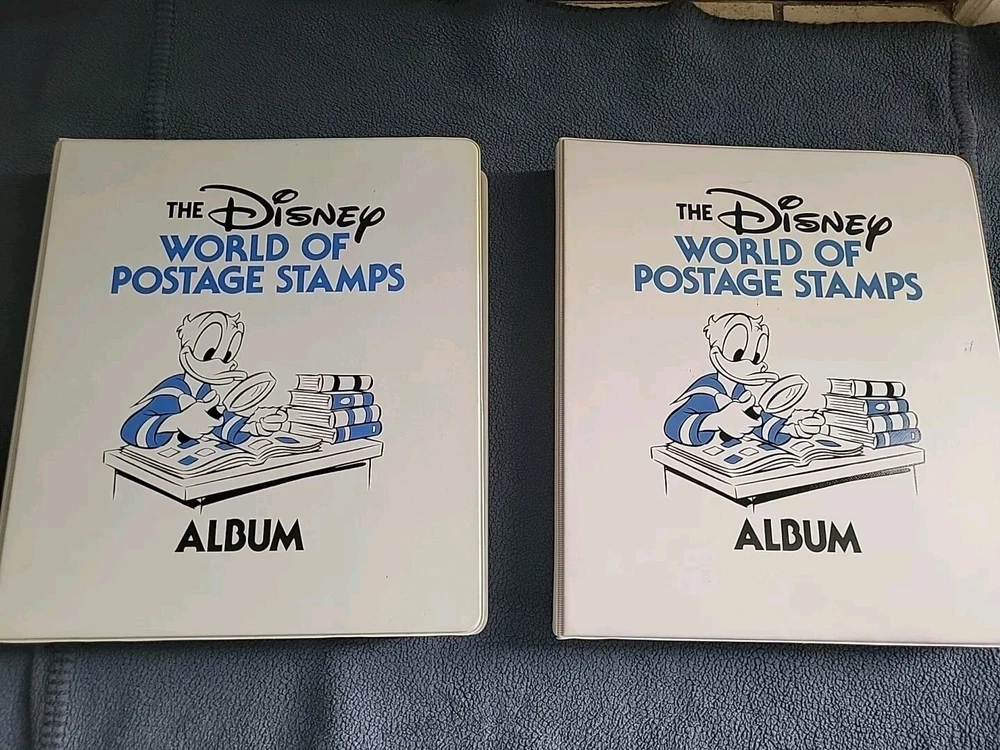 THE Disney
WORLD OF
POSTAGE STAMPS
ALBUM
THE Disney
WORLD OF
POSTAGE STAMPS
ALBUM